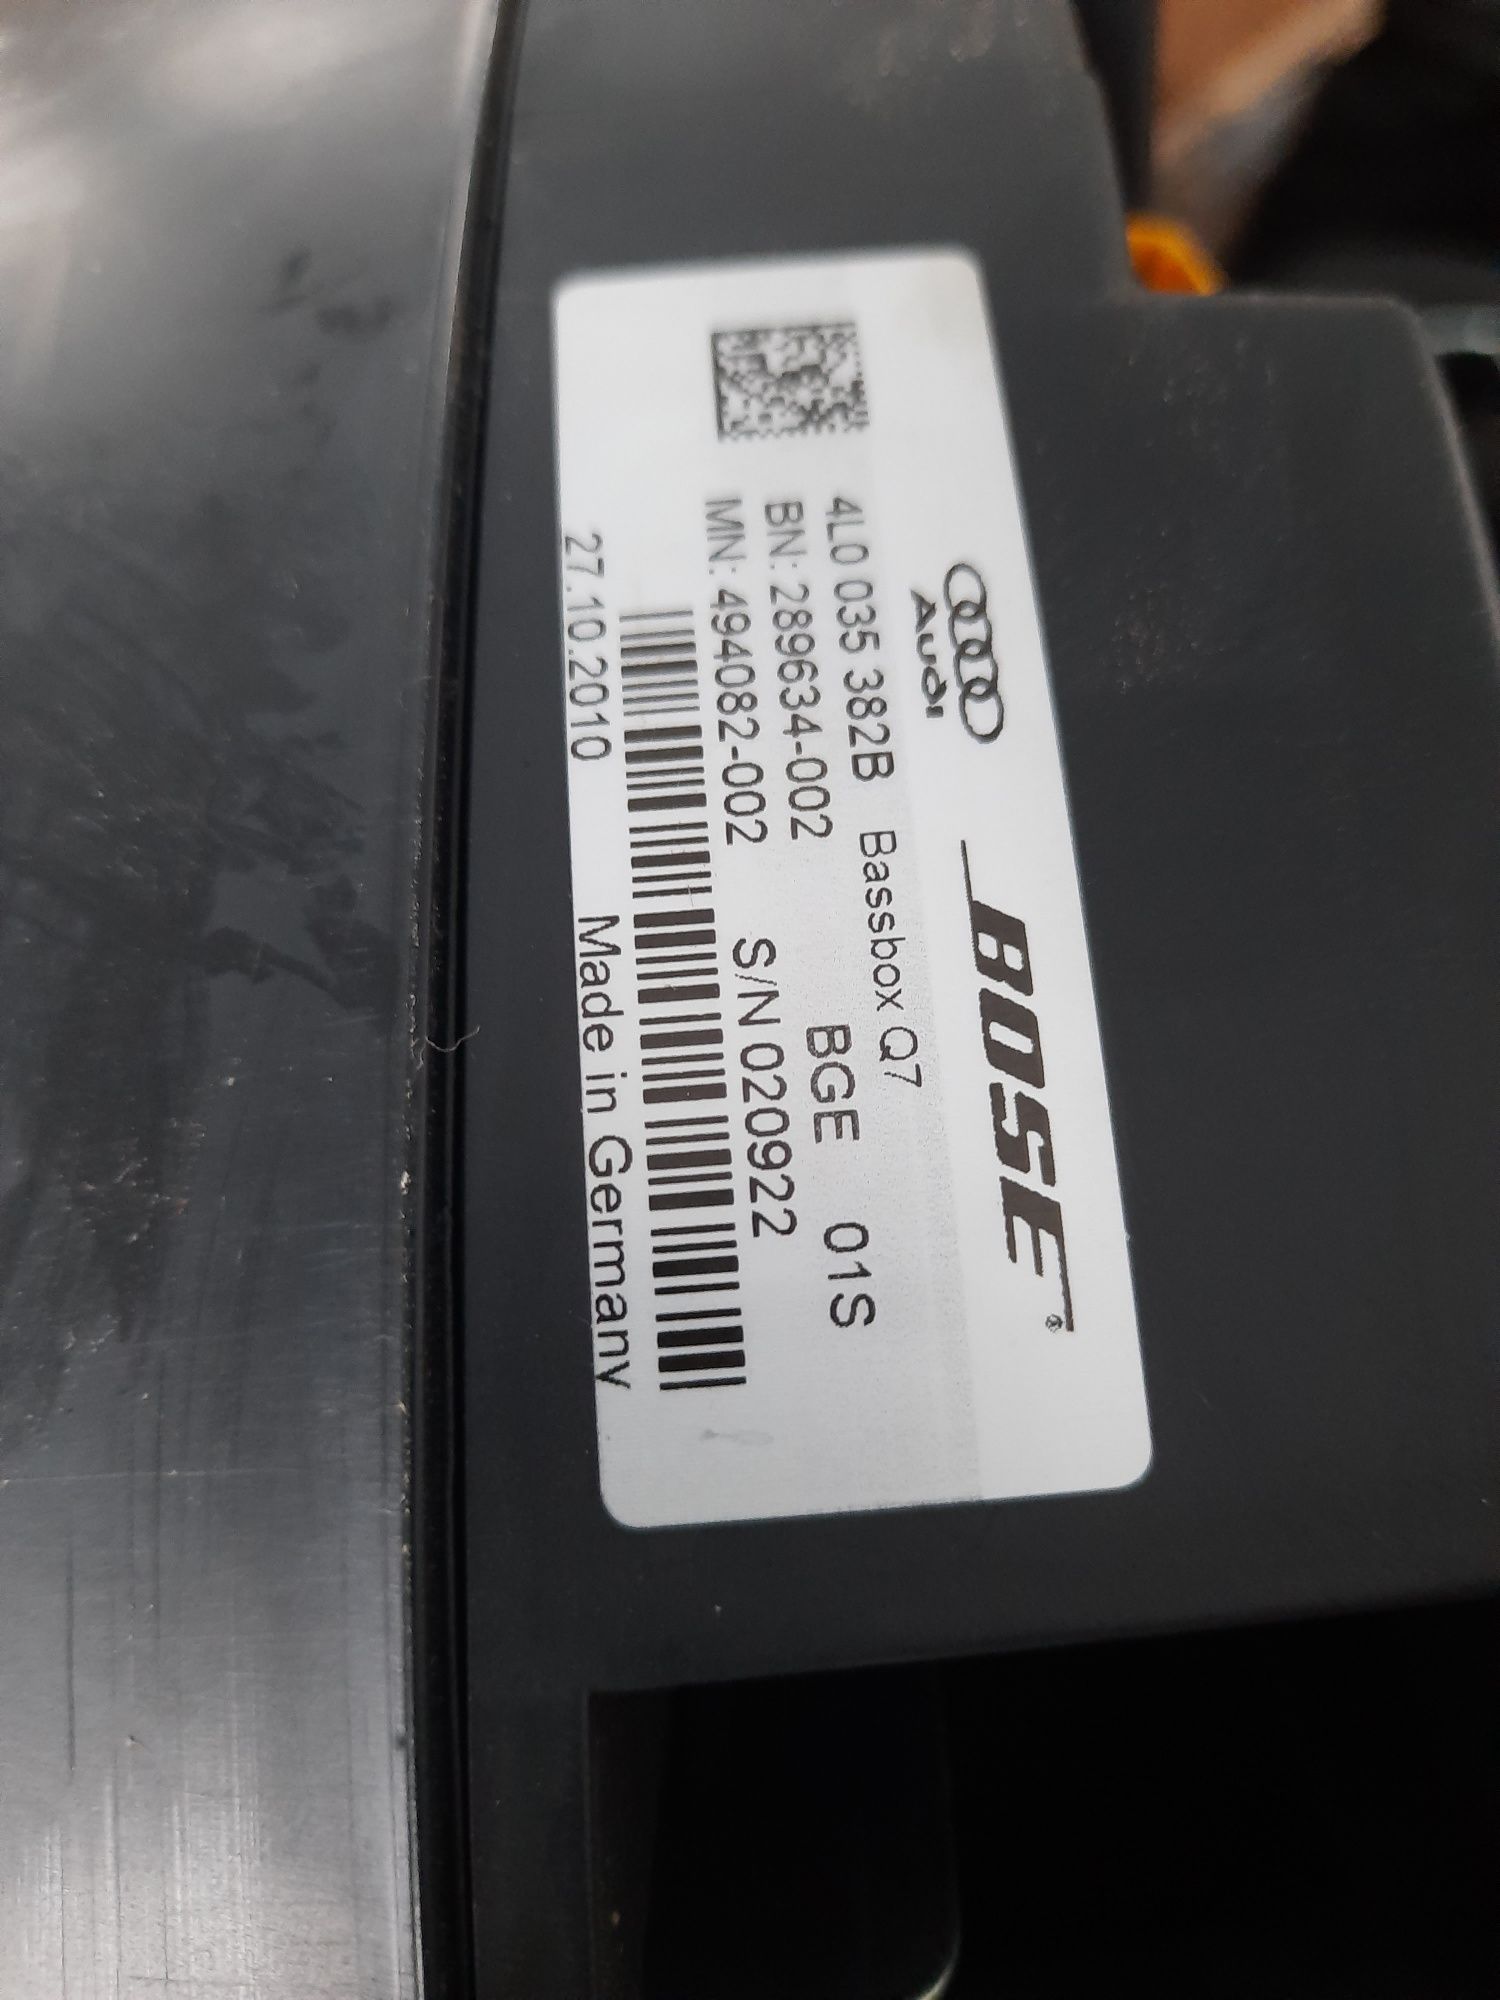 Audi BOSE®
4L0 035 382B Bassbox Q7
BN: 289634-002 BGE 01S
MN: 494082-002 S/N 020922
27.10.2010 Made in Germany